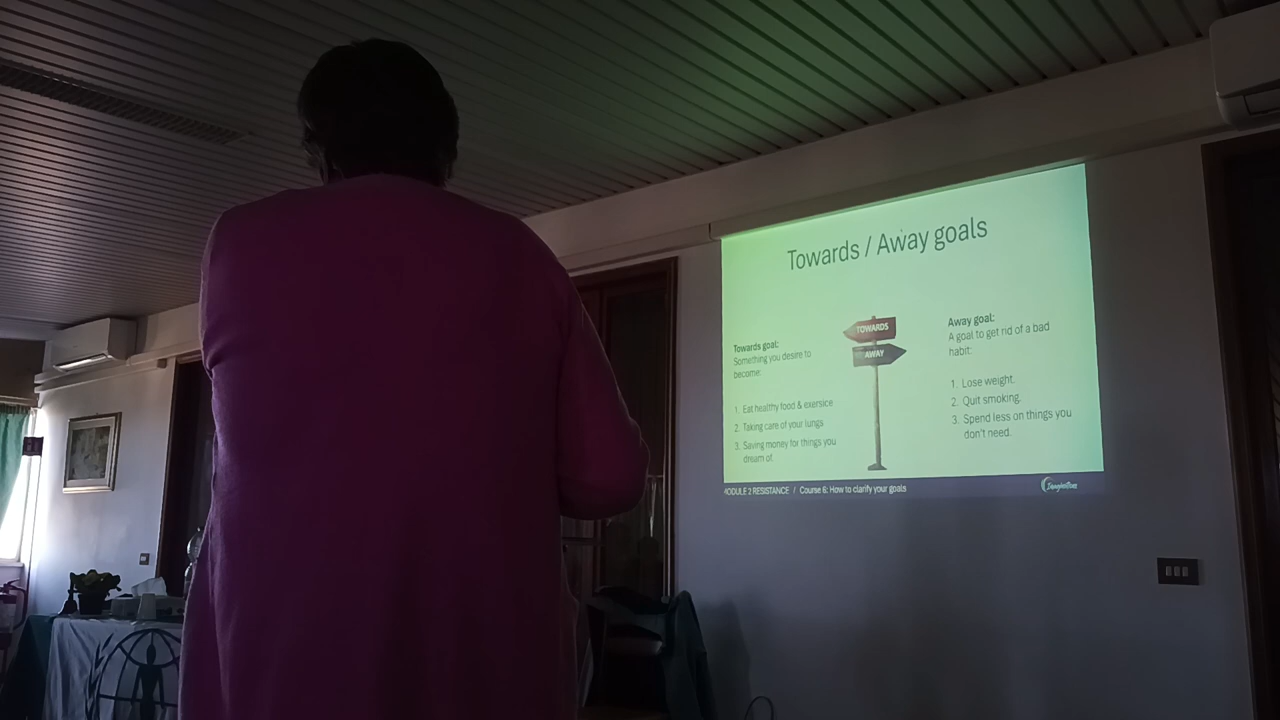 Towards / Away goals
Towards goal:
Something you desire to
become:
1. Eat healthy food & exersice
2. Taking care of your lungs
3. Saving money for things you
dream of.
TOWARDS
AWAY
Away goal:
A goal to get rid of a bad
habit:
1. Lose weight.
2. Quit smoking.
3. Spend less on things you
don't need.
MODULE 2 RESISTANCE / Course 6: How to clarify your goals